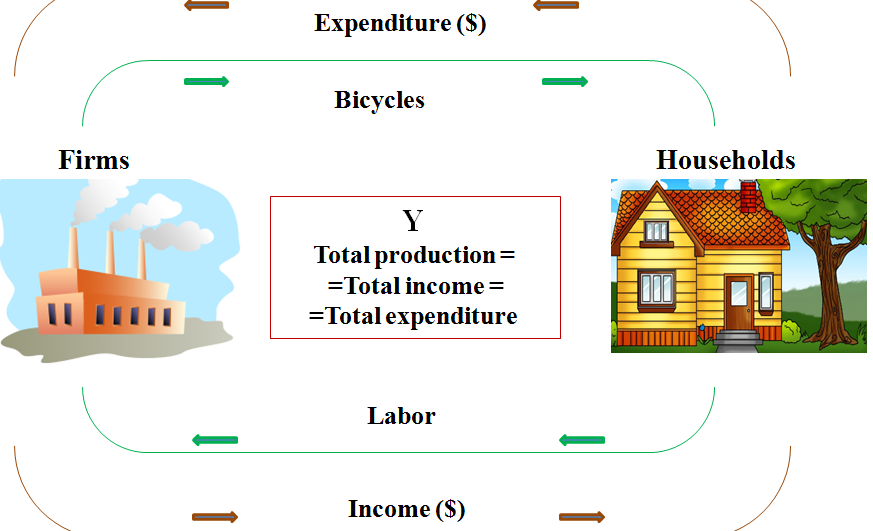 Expenditure ($)
Bicycles
Firms
Households
Y
Total production =
=Total income =
=Total expenditure
Labor
Income ($)